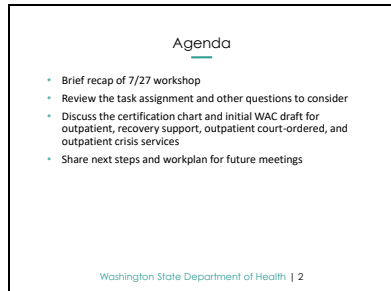 Agenda
• Brief recap of 7/27 workshop
• Review the task assignment and other questions to consider
• Discuss the certification chart and initial WAC draft for
outpatient, recovery support, outpatient court-ordered, and
outpatient crisis services
• Share next steps and workplan for future meetings
Washington State Department of Health | 2